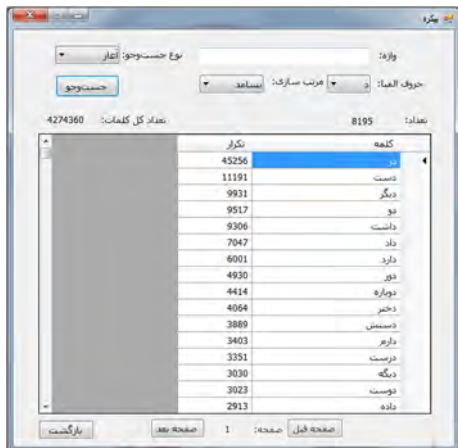 پیکره
واژه:
نوع جست‌وجو: آغاز
حروف الفبا: د
مرتب سازی: بسامد
جست‌وجو
تعداد: 8195
تعداد کل کلمات: 4274360
کلمه تکرار
در 45256
دست 11191
دیگر 9931
دو 9517
داشت 9306
داد 7047
دارد 6001
دور 4930
دوباره 4414
دختر 4064
دستش 3889
دارم 3403
درست 3351
دیگه 3030
دوست 3023
داده 2913
صفحه قبل صفحه: 1 صفحه بعد بازگشت